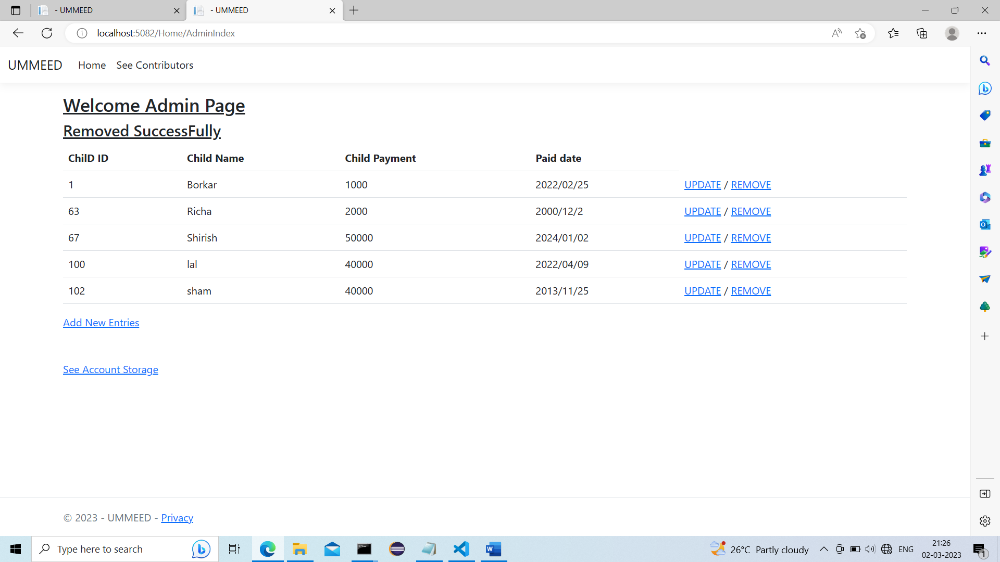 - UMMEED
- UMMEED
localhost:5082/Home/AdminIndex
UMMEED Home See Contributors
Welcome Admin Page
Removed SuccessFully
ChilD ID Child Name Child Payment Paid date
1 Borkar 1000 2022/02/25 UPDATE / REMOVE
63 Richa 2000 2000/12/2 UPDATE / REMOVE
67 Shirish 50000 2024/01/02 UPDATE / REMOVE
100 lal 40000 2022/04/09 UPDATE / REMOVE
102 sham 40000 2013/11/25 UPDATE / REMOVE
Add New Entries
See Account Storage
© 2023 - UMMEED - Privacy
Type here to search
26°C Partly cloudy
ENG
21:26
02-03-2023
1